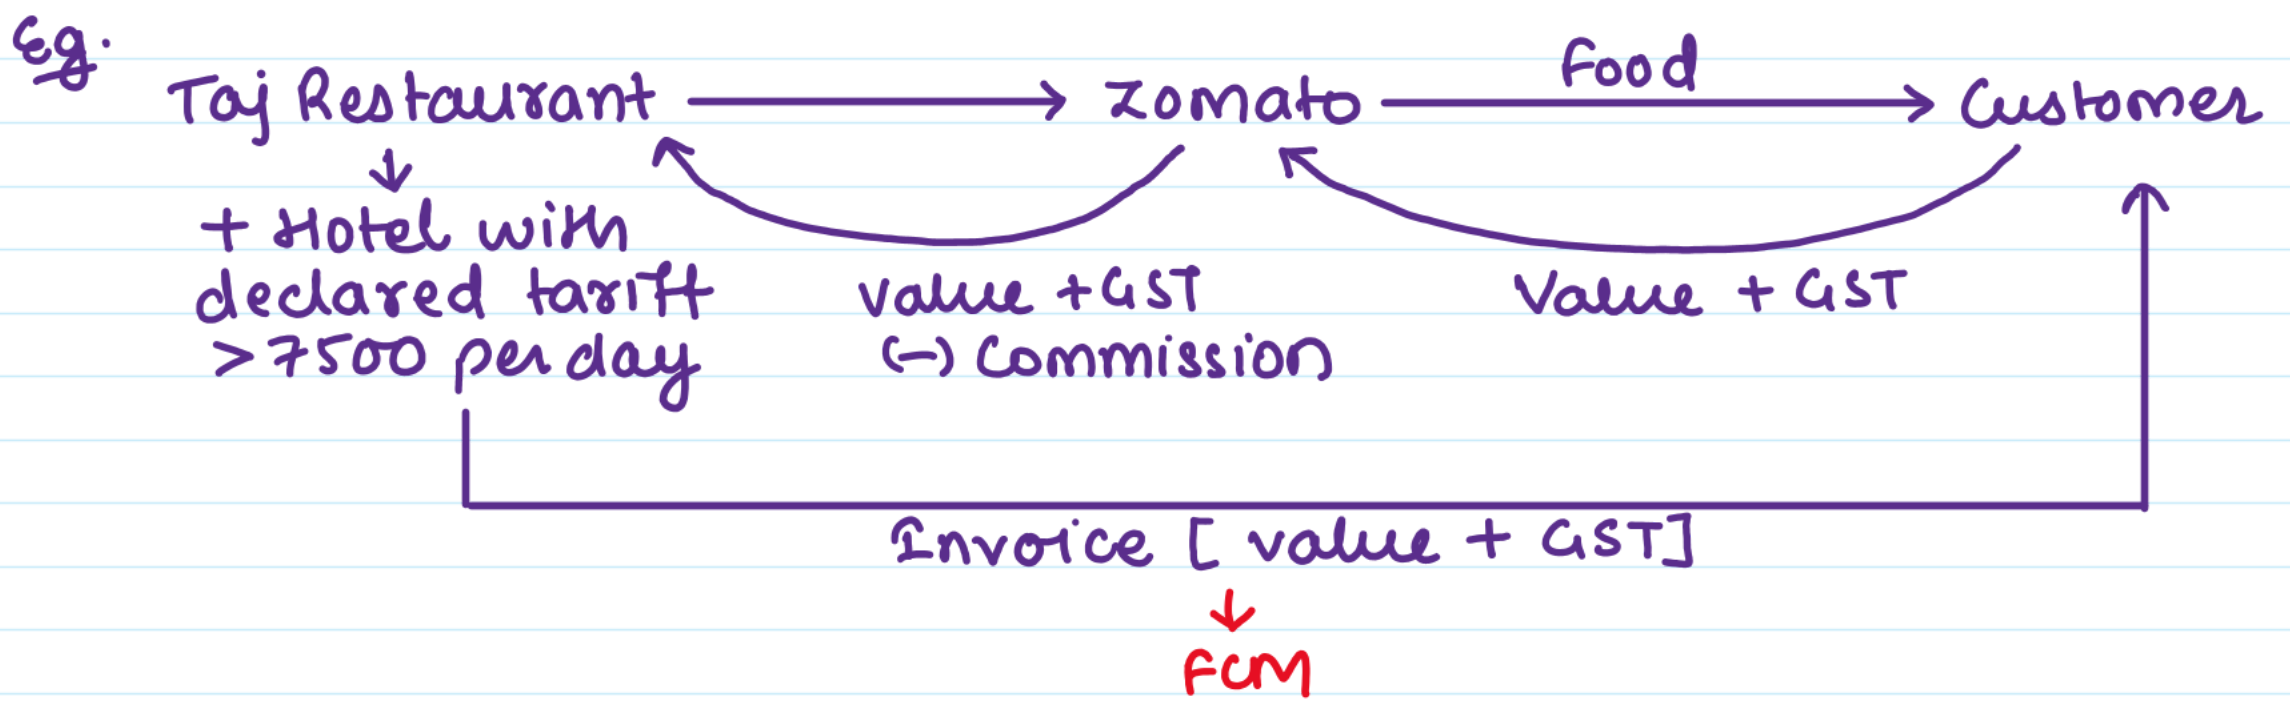 Eg.
Food
Taj Restaurant → Zomato → Customer
↓
+ Hotel with
declared tariff
>7500 per day
value + GST
(-) Commission
Value + GST
Invoice [value + GST]
↓
FCM